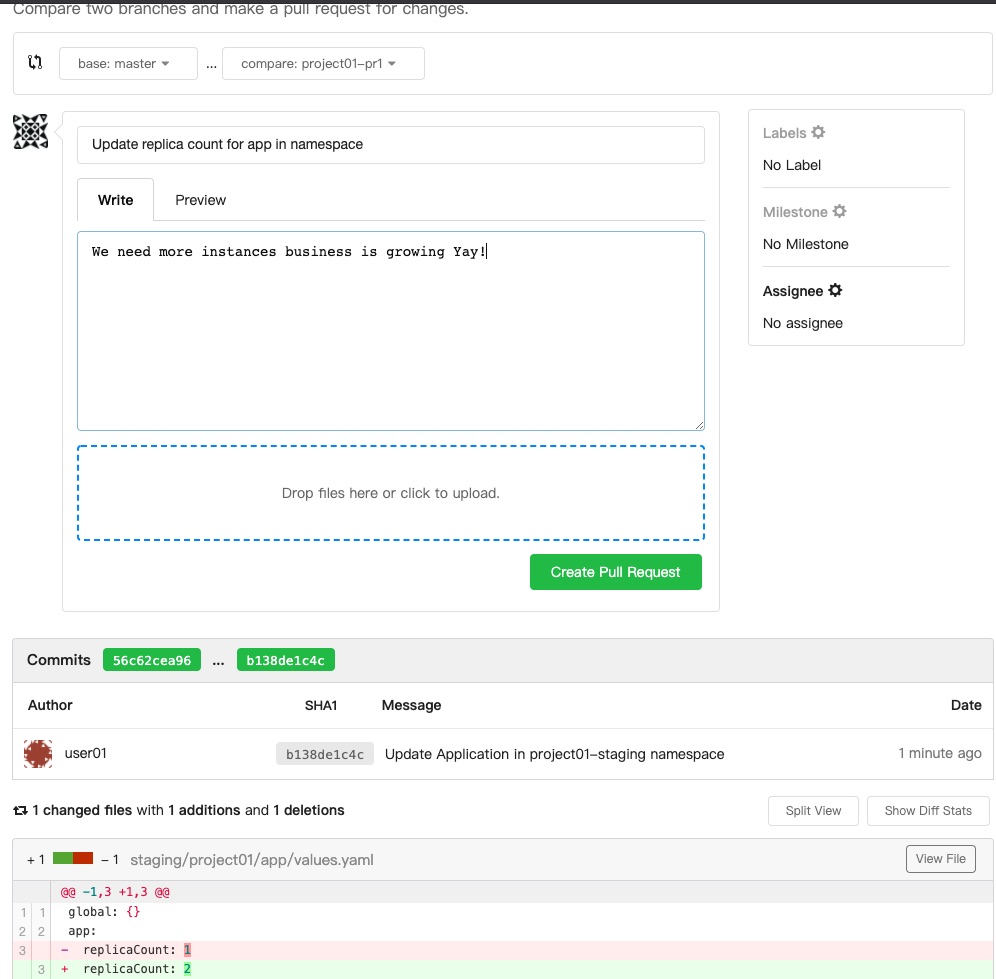 Compare two branches and make a pull request for changes.
base: master ... compare: project01-pr1
Update replica count for app in namespace
Write Preview
We need more instances business is growing Yay!
Drop files here or click to upload.
Create Pull Request
Labels
No Label
Milestone
No Milestone
Assignee
No assignee
Commits 56c62cea96 ... b138de1c4c
Author SHA1 Message Date
user01 b138de1c4c Update Application in project01-staging namespace 1 minute ago
1 changed files with 1 additions and 1 deletions Split View Show Diff Stats
+ 1 - 1 staging/project01/app/values.yaml View File
@@ -1,3 +1,3 @@
1 1 global: {}
2 2 app:
3 - replicaCount: 1
3 + replicaCount: 2